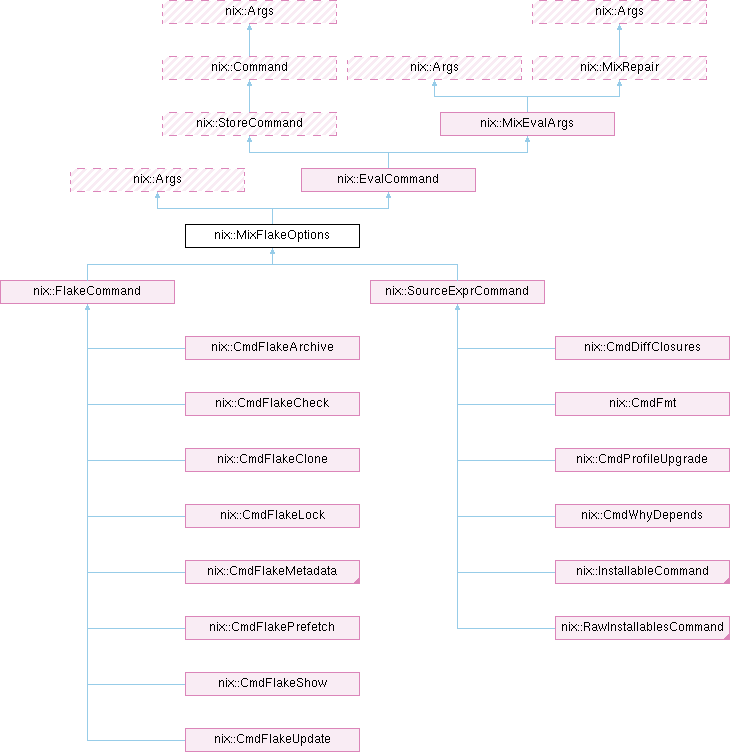 nix::Args
nix::Args
nix::Command
nix::Args
nix::MixRepair
nix::StoreCommand
nix::MixEvalArgs
nix::Args
nix::EvalCommand
nix::MixFlakeOptions
nix::FlakeCommand
nix::SourceExprCommand
nix::CmdFlakeArchive
nix::CmdDiffClosures
nix::CmdFlakeCheck
nix::CmdFmt
nix::CmdFlakeClone
nix::CmdProfileUpgrade
nix::CmdFlakeLock
nix::CmdWhyDepends
nix::CmdFlakeMetadata
nix::InstallableCommand
nix::CmdFlakePrefetch
nix::RawInstallablesCommand
nix::CmdFlakeShow
nix::CmdFlakeUpdate